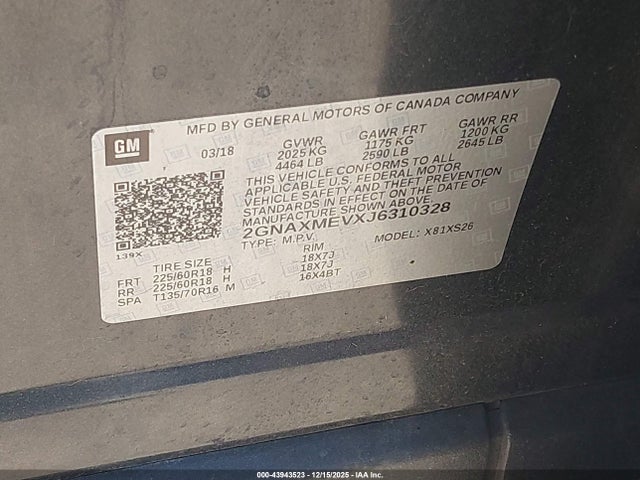 MFD BY GENERAL MOTORS OF CANADA COMPANY
GM
03/18 GVWR GAWR FRT GAWR RR
2025 KG 1175 KG 1200 KG
4464 LB 2590 LB 2645 LB
THIS VEHICLE CONFORMS TO ALL
APPLICABLE U.S. FEDERAL MOTOR
VEHICLE SAFETY AND THEFT PREVENTION
STANDARDS IN EFFECT ON THE DATE OF
MANUFACTURE SHOWN ABOVE.
2GNAXMEVXJ6310328
139X
TYPE: M.P.V. MODEL: X81XS26
TIRE SIZE RIM
FRT 225/60R18 H 18X7J
RR 225/60R18 H 18X7J
SPA T135/70R16 M 16X4BT
000-43943523 - 12/15/2025 - IAA Inc.